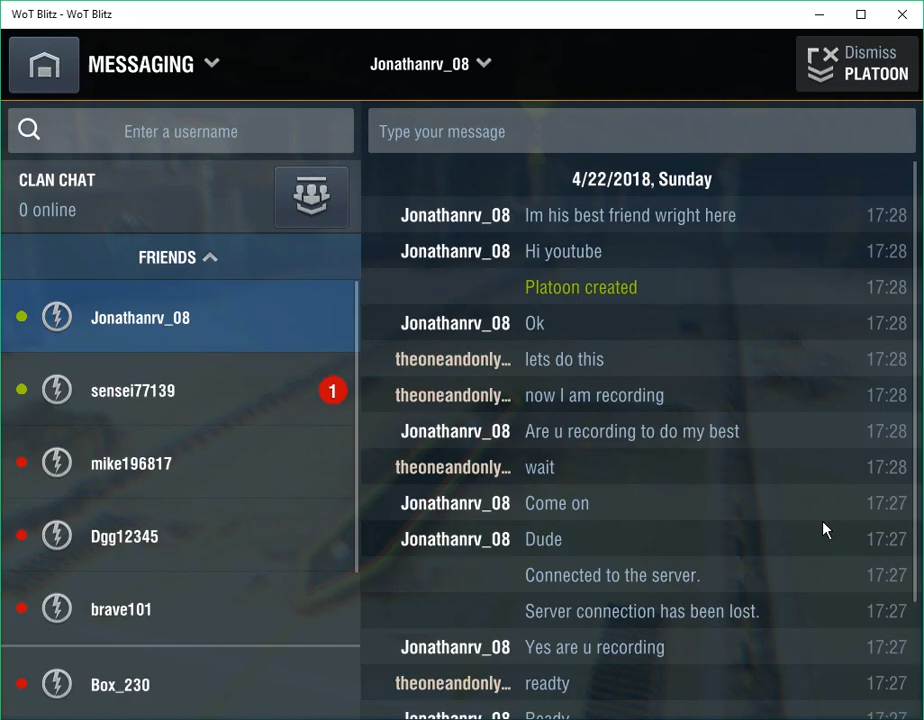 WoT Blitz - WoT Blitz
MESSAGING
Jonathanrv_08
Dismiss
PLATOON
Enter a username
Type your message
CLAN CHAT
0 online
FRIENDS
Jonathanrv_08
sensei77139 1
mike196817
Dgg12345
brave101
Box_230
4/22/2018, Sunday
Jonathanrv_08 Im his best friend wright here 17:28
Jonathanrv_08 Hi youtube 17:28
Platoon created 17:28
Jonathanrv_08 Ok 17:28
theoneandonly... lets do this 17:28
theoneandonly... now I am recording 17:28
Jonathanrv_08 Are u recording to do my best 17:28
theoneandonly... wait 17:28
Jonathanrv_08 Come on 17:27
Jonathanrv_08 Dude 17:27
Connected to the server. 17:27
Server connection has been lost. 17:27
Jonathanrv_08 Yes are u recording 17:27
theoneandonly... readty 17:27
Jonathanrv_08 Ready 17:27